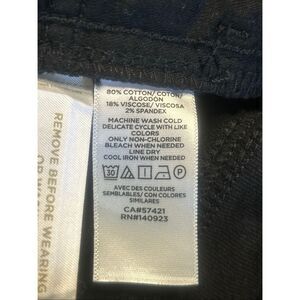 80% COTTON/COTON/
ALGODÓN
18% VISCOSE/VISCOSA
2% SPANDEX
MACHINE WASH COLD
DELICATE CYCLE WITH LIKE
COLORS
ONLY NON-CHLORINE
BLEACH WHEN NEEDED
LINE DRY
COOL IRON WHEN NEEDED
30
AVEC DES COULEURS
SEMBLABLES/ CON COLORES
SIMILARES
CA#57421
RN#140923
REMOVE BEFORE WEARING